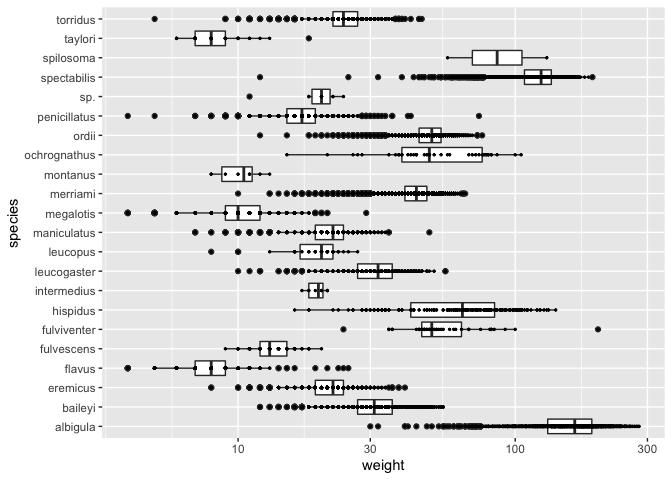 torridus
taylori
spilosoma
spectabilis
sp.
penicillatus
ordii
ochrognathus
montanus
merriami
megalotis
maniculatus
leucopus
leucogaster
intermedius
hispidus
fulviventer
fulvescens
flavus
eremicus
baileyi
albigula
species
10
30
100
300
weight